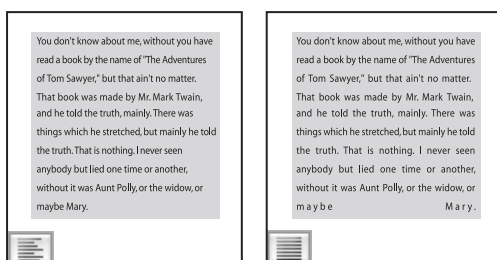 You don't know about me, without you have
read a book by the name of "The Adventures
of Tom Sawyer," but that ain't no matter.
That book was made by Mr. Mark Twain,
and he told the truth, mainly. There was
things which he stretched, but mainly he told
the truth. That is nothing. I never seen
anybody but lied one time or another,
without it was Aunt Polly, or the widow, or
maybe Mary.
You don't know about me, without you have
read a book by the name of "The Adventures
of Tom Sawyer," but that ain't no matter.
That book was made by Mr. Mark Twain,
and he told the truth, mainly. There was
things which he stretched, but mainly he told
the truth. That is nothing. I never seen
anybody but lied one time or another,
without it was Aunt Polly, or the widow, or
maybe Mary.